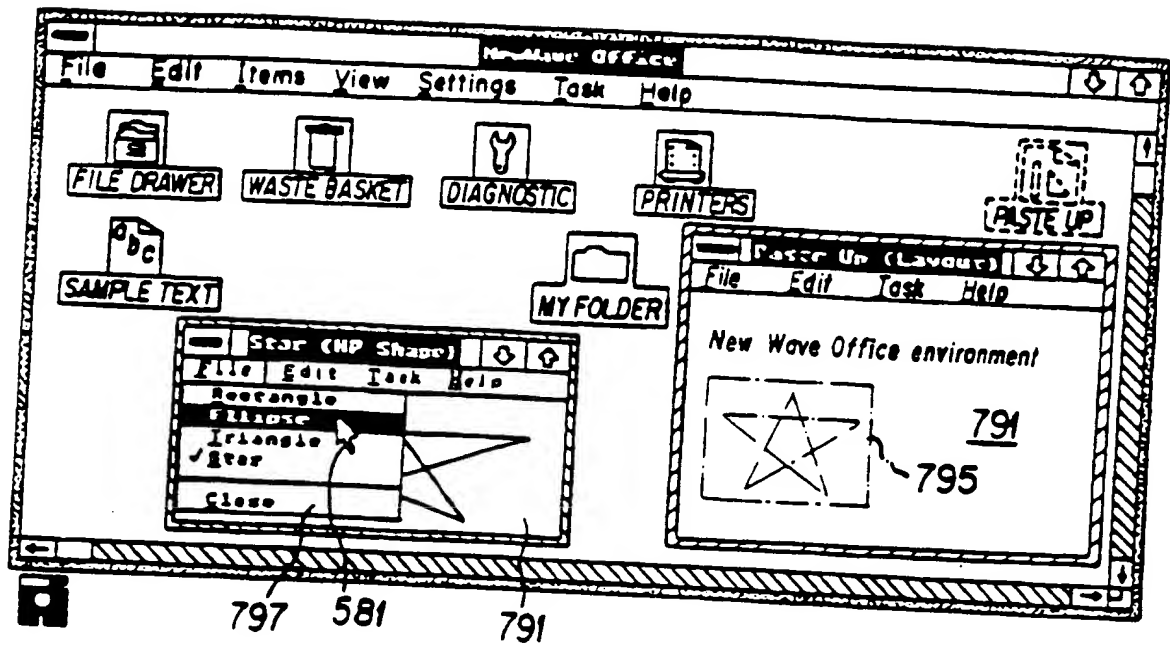 NewWave Office
File Edit Items View Settings Task Help
FILE DRAWER WASTE BASKET DIAGNOSTIC PRINTERS PASTE UP
abc
SAMPLE TEXT MY FOLDER
Paste Up (Layout)
File Edit Task Help
New Wave Office environment
791
795
Star (HP Shape)
File Edit Task Help
Rectangle
Ellipse
Triangle
✓ Star
Close
797 581 791